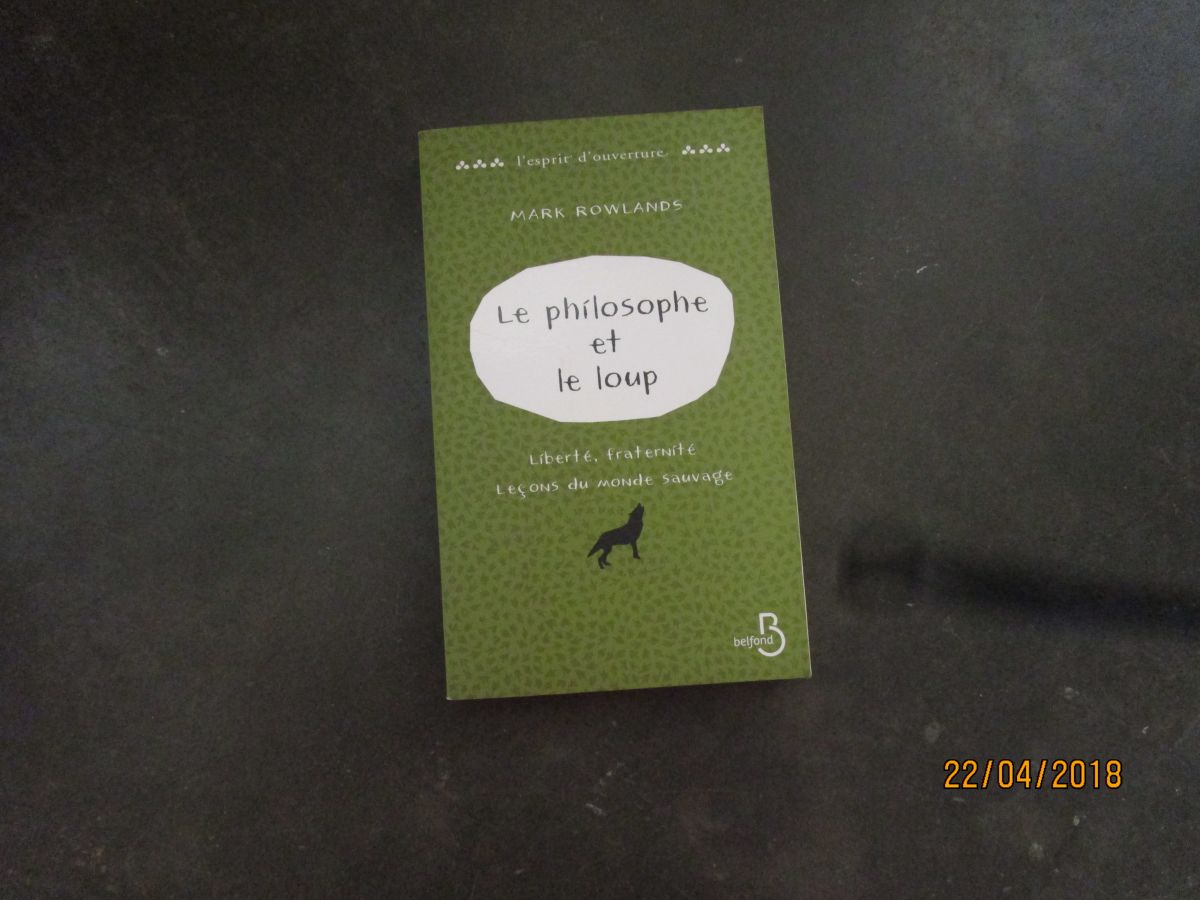 l'esprit d'ouverture
MARK ROWLANDS
Le philosophe
et
le loup
Liberté, fraternité
Leçons du monde sauvage
belfond
22/04/2018